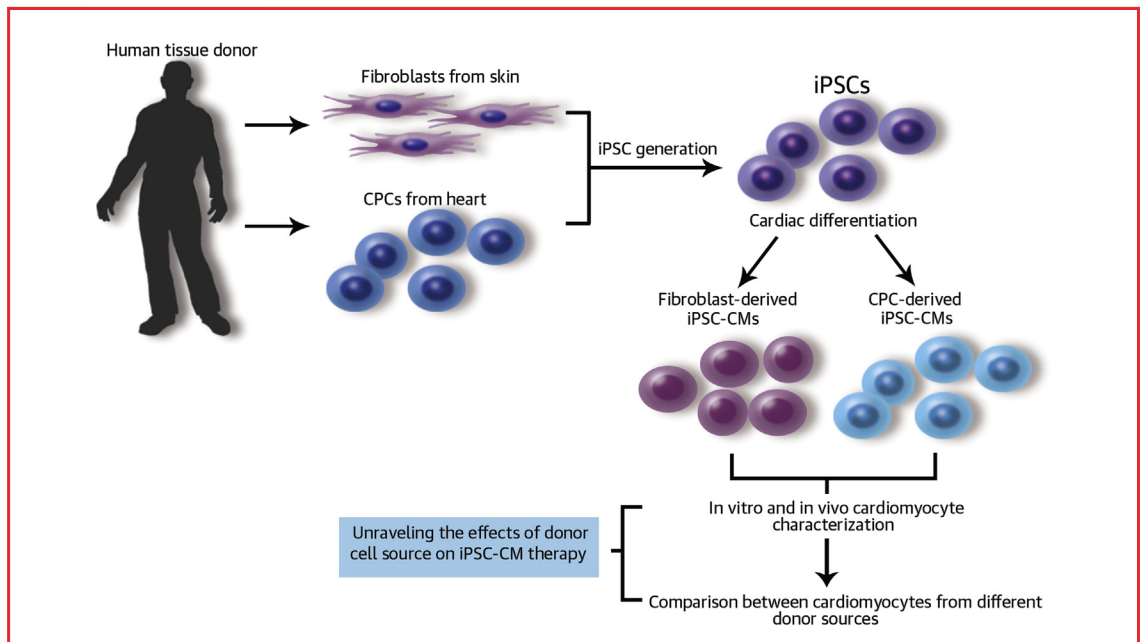 Human tissue donor
Fibroblasts from skin
iPSCs
iPSC generation
CPCs from heart
Cardiac differentiation
Fibroblast-derived
iPSC-CMs
CPC-derived
iPSC-CMs
In vitro and in vivo cardiomyocyte
characterization
Unraveling the effects of donor
cell source on iPSC-CM therapy
Comparison between cardiomyocytes from different
donor sources